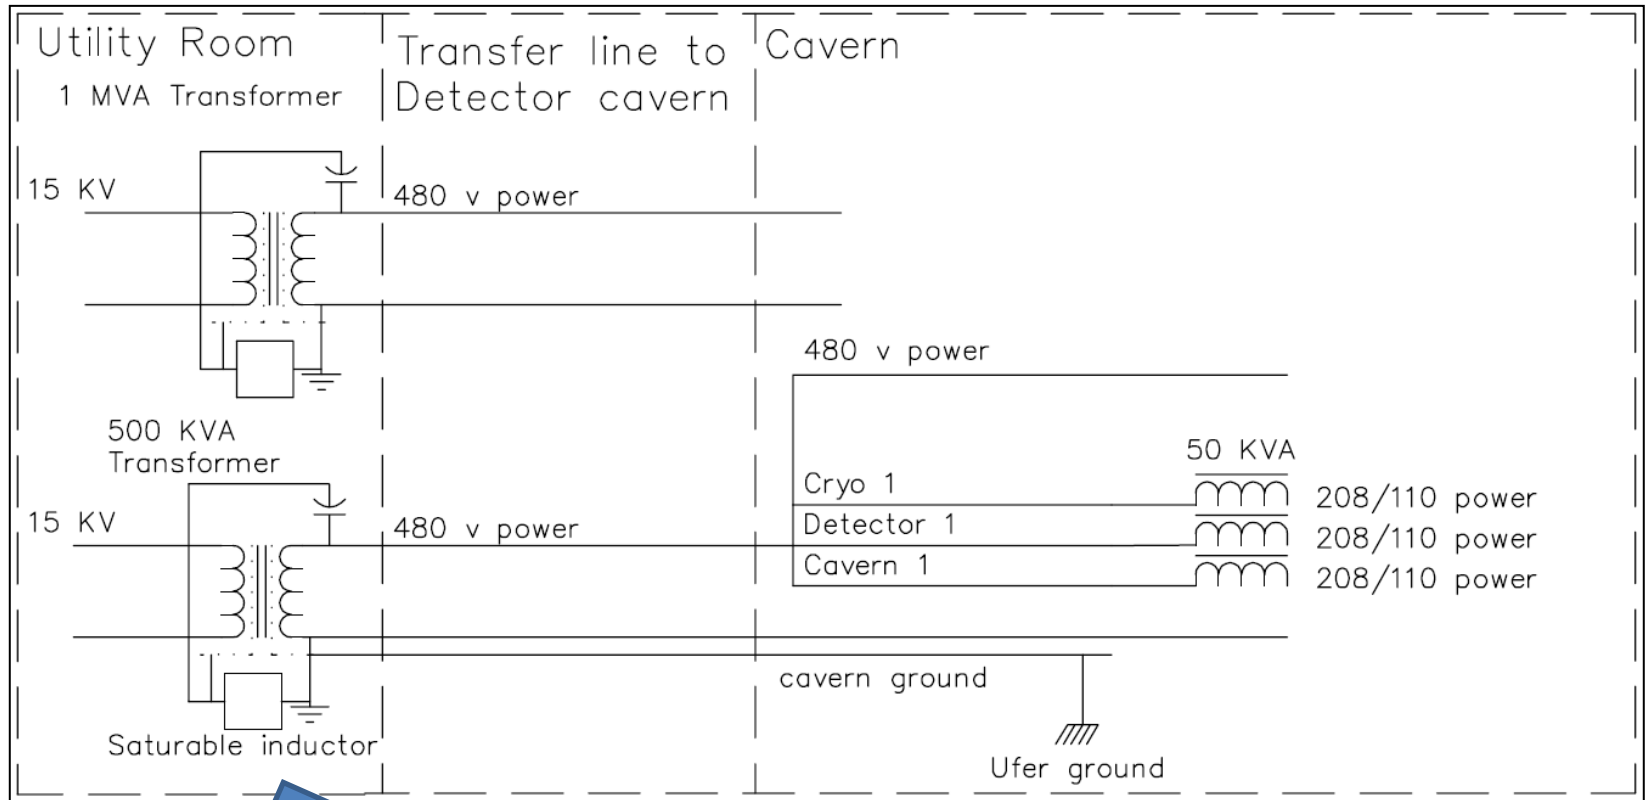 Utility Room
1 MVA Transformer
Transfer line to
Detector cavern
Cavern
15 KV
480 v power
480 v power
50 KVA
Cryo 1
208/110 power
Detector 1
208/110 power
Cavern 1
208/110 power
500 KVA
Transformer
15 KV
480 v power
cavern ground
Saturable inductor
Ufer ground